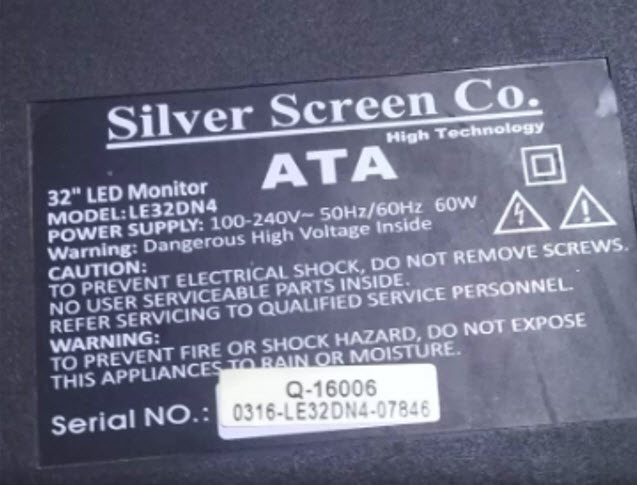 Silver Screen Co.
High Technology
ATA
32" LED Monitor
MODEL: LE32DN4
POWER SUPPLY: 100-240V~ 50Hz/60Hz 60W
Warning: Dangerous High Voltage Inside
CAUTION:
TO PREVENT ELECTRICAL SHOCK, DO NOT REMOVE SCREWS.
NO USER SERVICEABLE PARTS INSIDE.
REFER SERVICING TO QUALIFIED SERVICE PERSONNEL.
WARNING:
TO PREVENT FIRE OR SHOCK HAZARD, DO NOT EXPOSE
THIS APPLIANCES TO RAIN OR MOISTURE.
Serial NO.:
Q-16006
0316-LE32DN4-07846